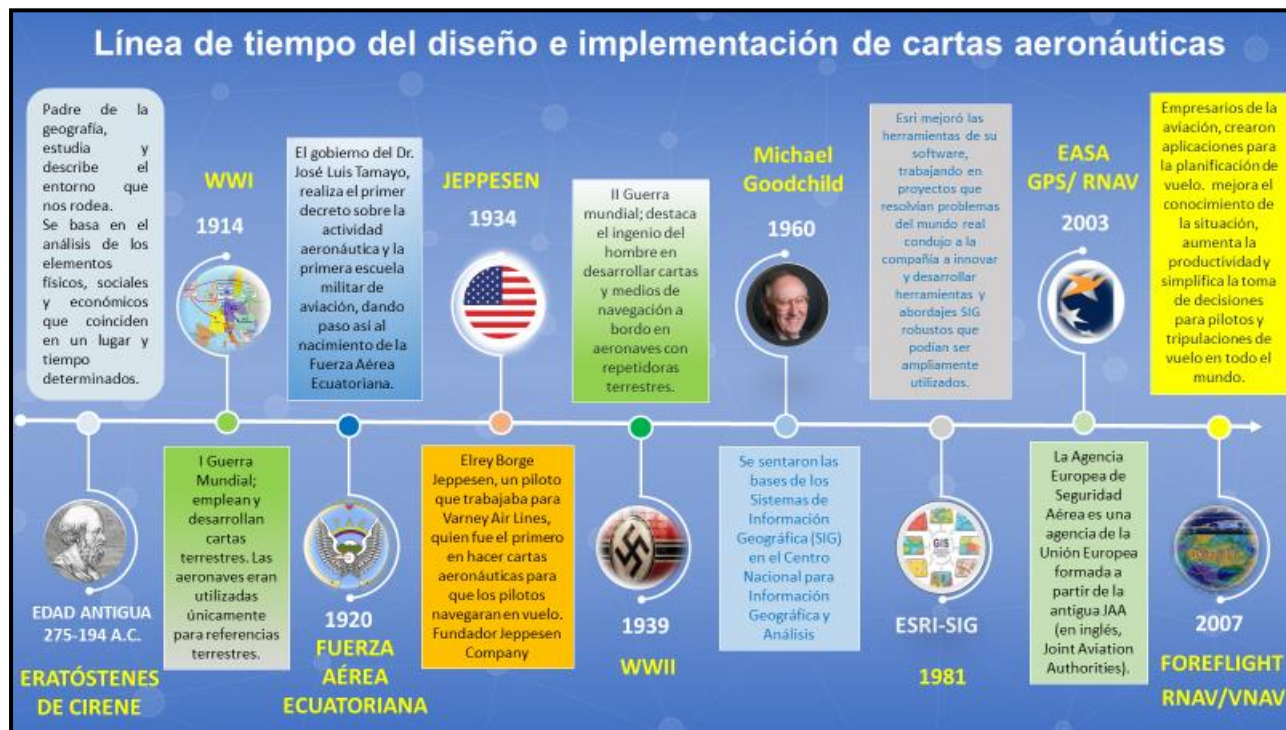 Línea de tiempo del diseño e implementación de cartas aeronáuticas
Padre de la
geografía,
estudia y
describe el
entorno que
nos rodea.
Se basa en el
análisis de los
elementos
físicos, sociales
y económicos
que coinciden
en un lugar y
tiempo
determinados.
EDAD ANTIGUA
275-194 A.C.
ERATÓSTENES
DE CIRENE
WWI
1914
I Guerra
Mundial;
emplean y
desarrollan
cartas
terrestres. Las
aeronaves eran
utilizadas
únicamente
para referencias
terrestres.
El gobierno del Dr.
José Luis Tamayo,
realiza el primer
decreto sobre la
actividad
aeronáutica y la
primera escuela
militar de
aviación, dando
paso así al
nacimiento de la
Fuerza Aérea
Ecuatoriana.
1920
FUERZA
AÉREA
ECUATORIANA
JEPPESEN
1934
Elrey Borge
Jeppesen, un piloto
que trabajaba para
Varney Air Lines,
quien fue el primero
en hacer cartas
aeronáuticas para
que los pilotos
navegaran en vuelo.
Fundador Jeppesen
Company
II Guerra
mundial; destaca
el ingenio del
hombre en
desarrollar cartas
y medios de
navegación a
bordo en
aeronaves con
repetidoras
terrestres.
1939
WWII
Michael
Goodchild
1960
Se sentaron las
bases de los
Sistemas de
Información
Geográfica (SIG)
en el Centro
Nacional para
Información
Geográfica y
Análisis
Esri mejoró las
herramientas de su
software,
trabajando en
proyectos que
resolvían problemas
del mundo real
condujo a la
compañía a innovar
y desarrollar
herramientas y
abordajes SIG
robustos que
podían ser
ampliamente
utilizados.
GIS
ESRI-SIG
1981
EASA
GPS/ RNAV
2003
La Agencia
Europea de
Seguridad
Aérea es una
agencia de la
Unión Europea
formada a
partir de la
antigua JAA
(en inglés,
Joint Aviation
Authorities).
Empresarios de la
aviación, crearon
aplicaciones para
la planificación de
vuelo. mejora el
conocimiento de
la situación,
aumenta la
productividad y
simplifica la toma
de decisiones
para pilotos y
tripulaciones de
vuelo en todo el
mundo.
2007
FOREFLIGHT
RNAV/VNAV